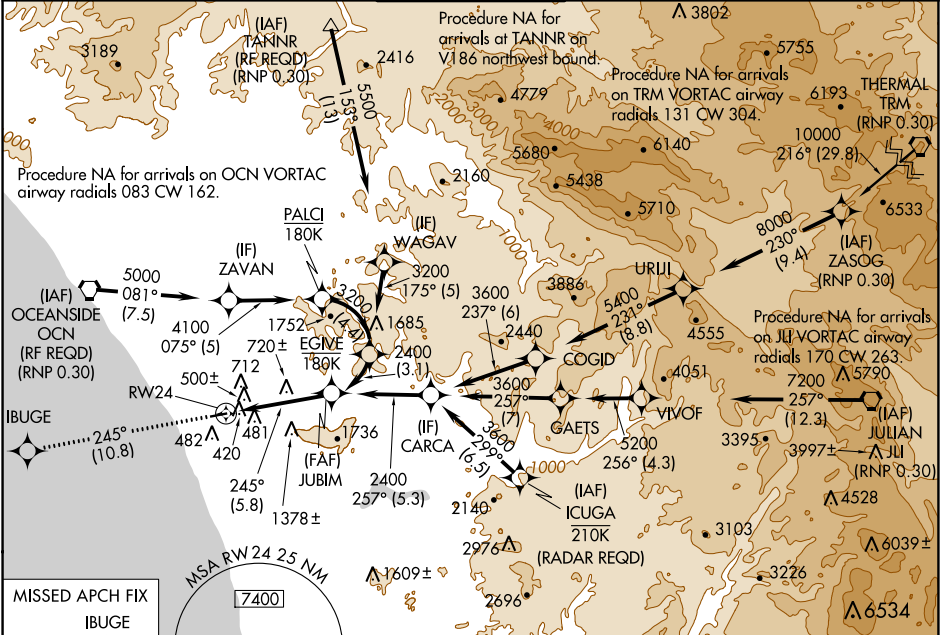 (IAF)
TANNR
(RF REQD)
(RNP 0.30)
3189
2416
5500
153°
(13)
Procedure NA for
arrivals at TANNR on
V186 northwest bound.
3802
5755
Procedure NA for arrivals
on TRM VORTAC airway
radials 131 CW 304.
4779
4000
6193
THERMAL
TRM
(RNP 0.30)
10000
216° (29.8)
5680
6140
5438
5710
6533
Procedure NA for arrivals on OCN VORTAC
airway radials 083 CW 162.
2160
PALCI
180K
(IF)
WAGAV
3200
175° (5)
(IF)
ZAVAN
8000
230°
(9.4)
(IAF)
ZASOG
(RNP 0.30)
URIJI
5000
081°
(7.5)
(IAF)
OCEANSIDE
OCN
(RF REQD)
(RNP 0.30)
4100
075° (5)
3200
(4.4)
3600
237° (6)
3886
5400
231°
(8.8)
1752
1685
2440
4555
EGIVE
180K
2400
(3.1)
COGID
Procedure NA for arrivals
on JLI VORTAC airway
radials 170 CW 263.
720±
712
500±
RW24
3600
257°
(7)
4051
5790
7200
257°
(12.3)
IBUGE
245°
(10.8)
482
420
481
1736
(FAF)
JUBIM
(IF)
CARCA
GAETS
VIVOF
5200
256° (4.3)
3395
(IAF)
JULIAN
JLI
(RNP 0.30)
3997±
245°
(5.8)
1378±
2400
257° (5.3)
3600
299°
(6.5)
1000
(IAF)
ICUGA
210K
(RADAR REQD)
2140
4528
2976
3103
6039±
1609±
3226
2696
6534
MSA RW24 25 NM
7400
MISSED APCH FIX
IBUGE